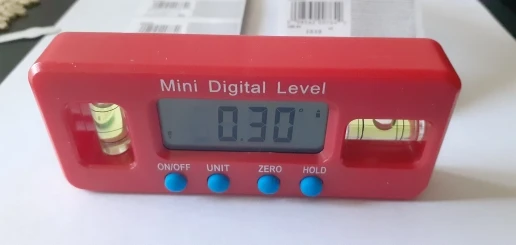 Mini Digital Level
0.30°
ON/OFF UNIT ZERO HOLD